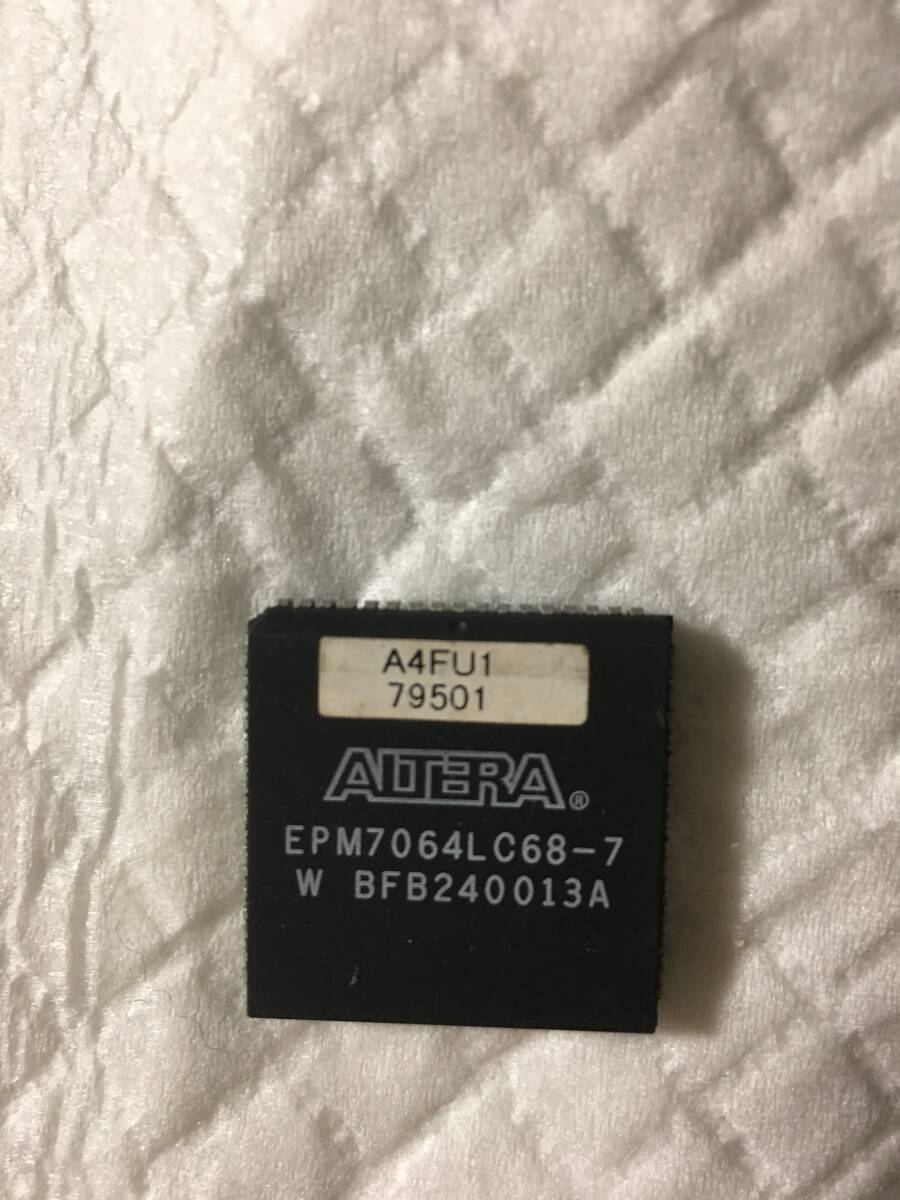 A4FU1
79501
ALTERA®
EPM7064LC68-7
W BFB240013A